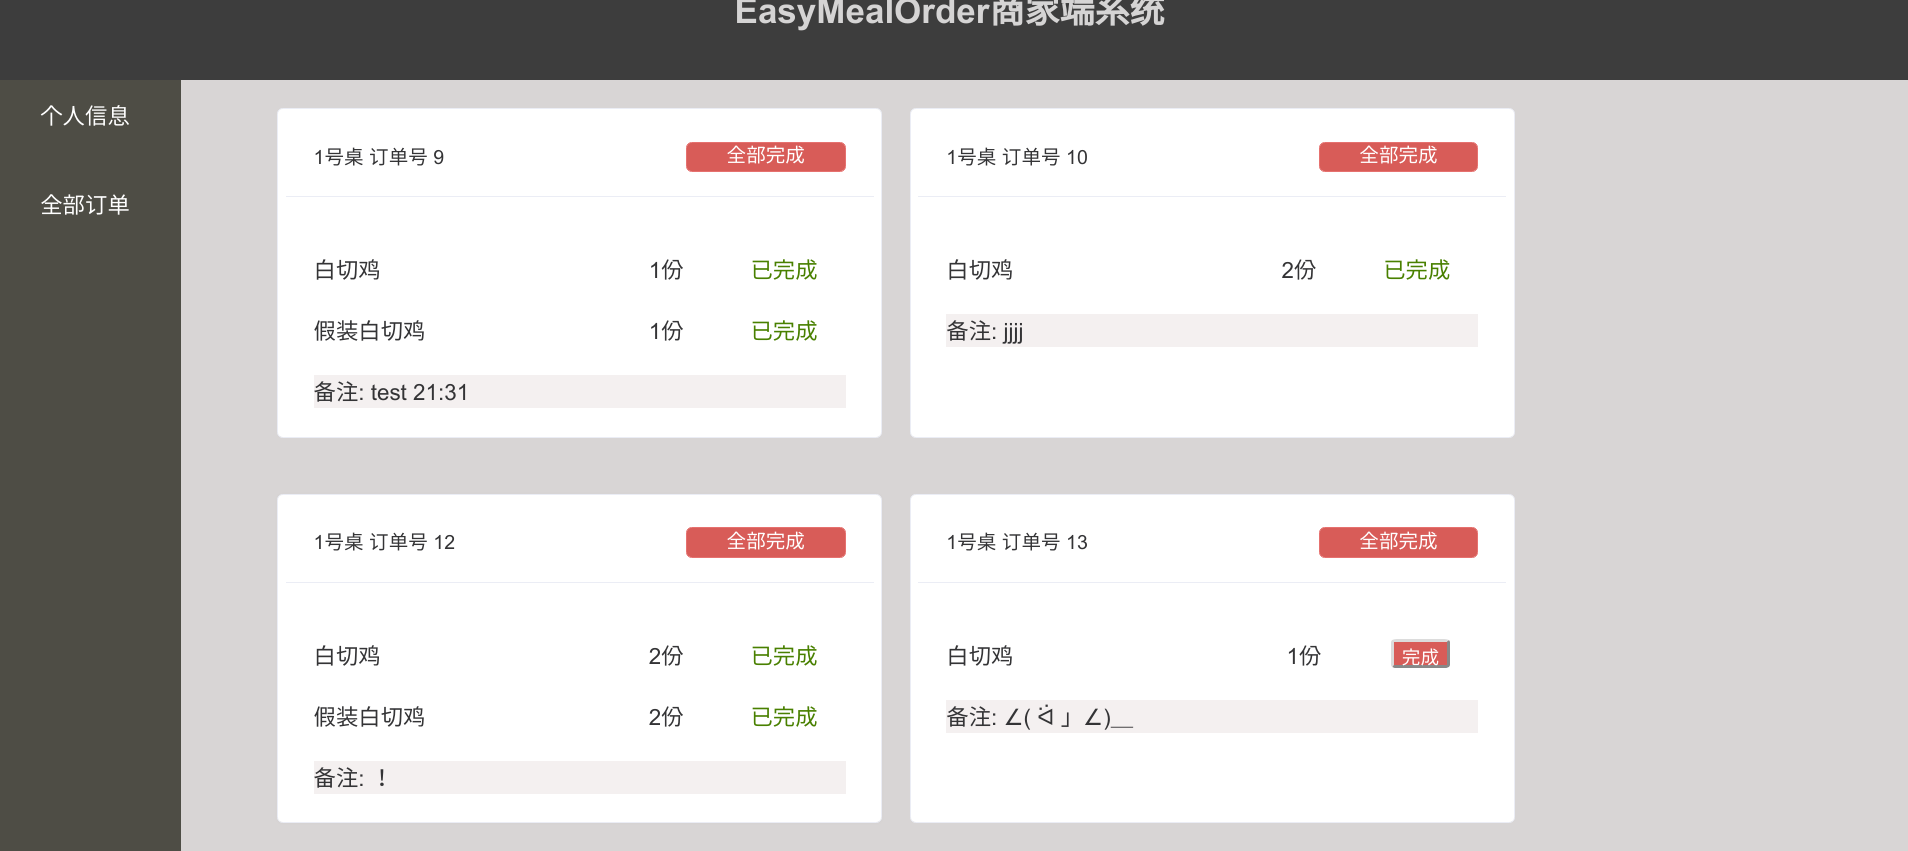 EasyMealOrder商家端系统
个人信息
全部订单
1号桌 订单号 9 全部完成
白切鸡 1份 已完成
假装白切鸡 1份 已完成
备注: test 21:31
1号桌 订单号 10 全部完成
白切鸡 2份 已完成
备注: jjjj
1号桌 订单号 12 全部完成
白切鸡 2份 已完成
假装白切鸡 2份 已完成
备注: ！
1号桌 订单号 13 全部完成
白切鸡 1份 完成
备注: ∠( ᐛ 」∠)＿